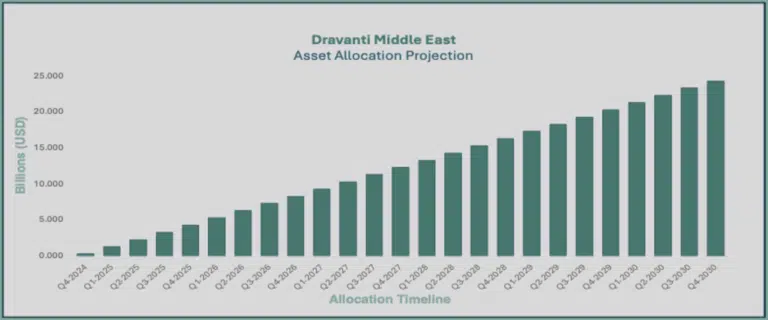 Dravanti Middle East
Asset Allocation Projection
Billions (USD)
25.000
20.000
15.000
10.000
5.000
0.000
Q4-2024
Q1-2025
Q2-2025
Q3-2025
Q4-2025
Q1-2026
Q2-2026
Q3-2026
Q4-2026
Q1-2027
Q2-2027
Q3-2027
Q4-2027
Q1-2028
Q2-2028
Q3-2028
Q4-2028
Q1-2029
Q2-2029
Q3-2029
Q4-2029
Q1-2030
Q2-2030
Q3-2030
Q4-2030
Allocation Timeline